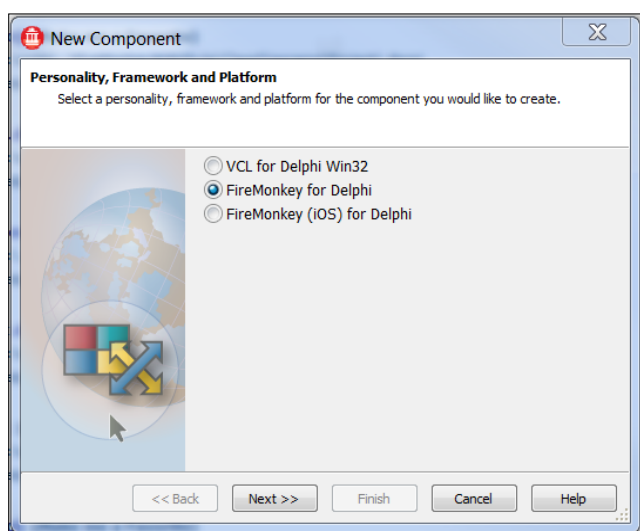 New Component
Personality, Framework and Platform
Select a personality, framework and platform for the component you would like to create.
VCL for Delphi Win32
FireMonkey for Delphi
FireMonkey (iOS) for Delphi
<< Back Next >> Finish Cancel Help